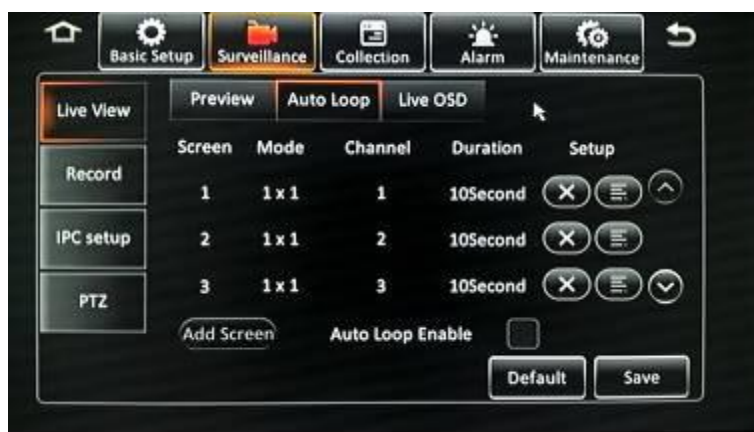 Basic Setup Surveillance Collection Alarm Maintenance
Preview Auto Loop Live OSD
Live View
Screen Mode Channel Duration Setup
Record
1 1 x 1 1 10Second
IPC setup 2 1 x 1 2 10Second
3 1 x 1 3 10Second
PTZ
Add Screen Auto Loop Enable
Default Save